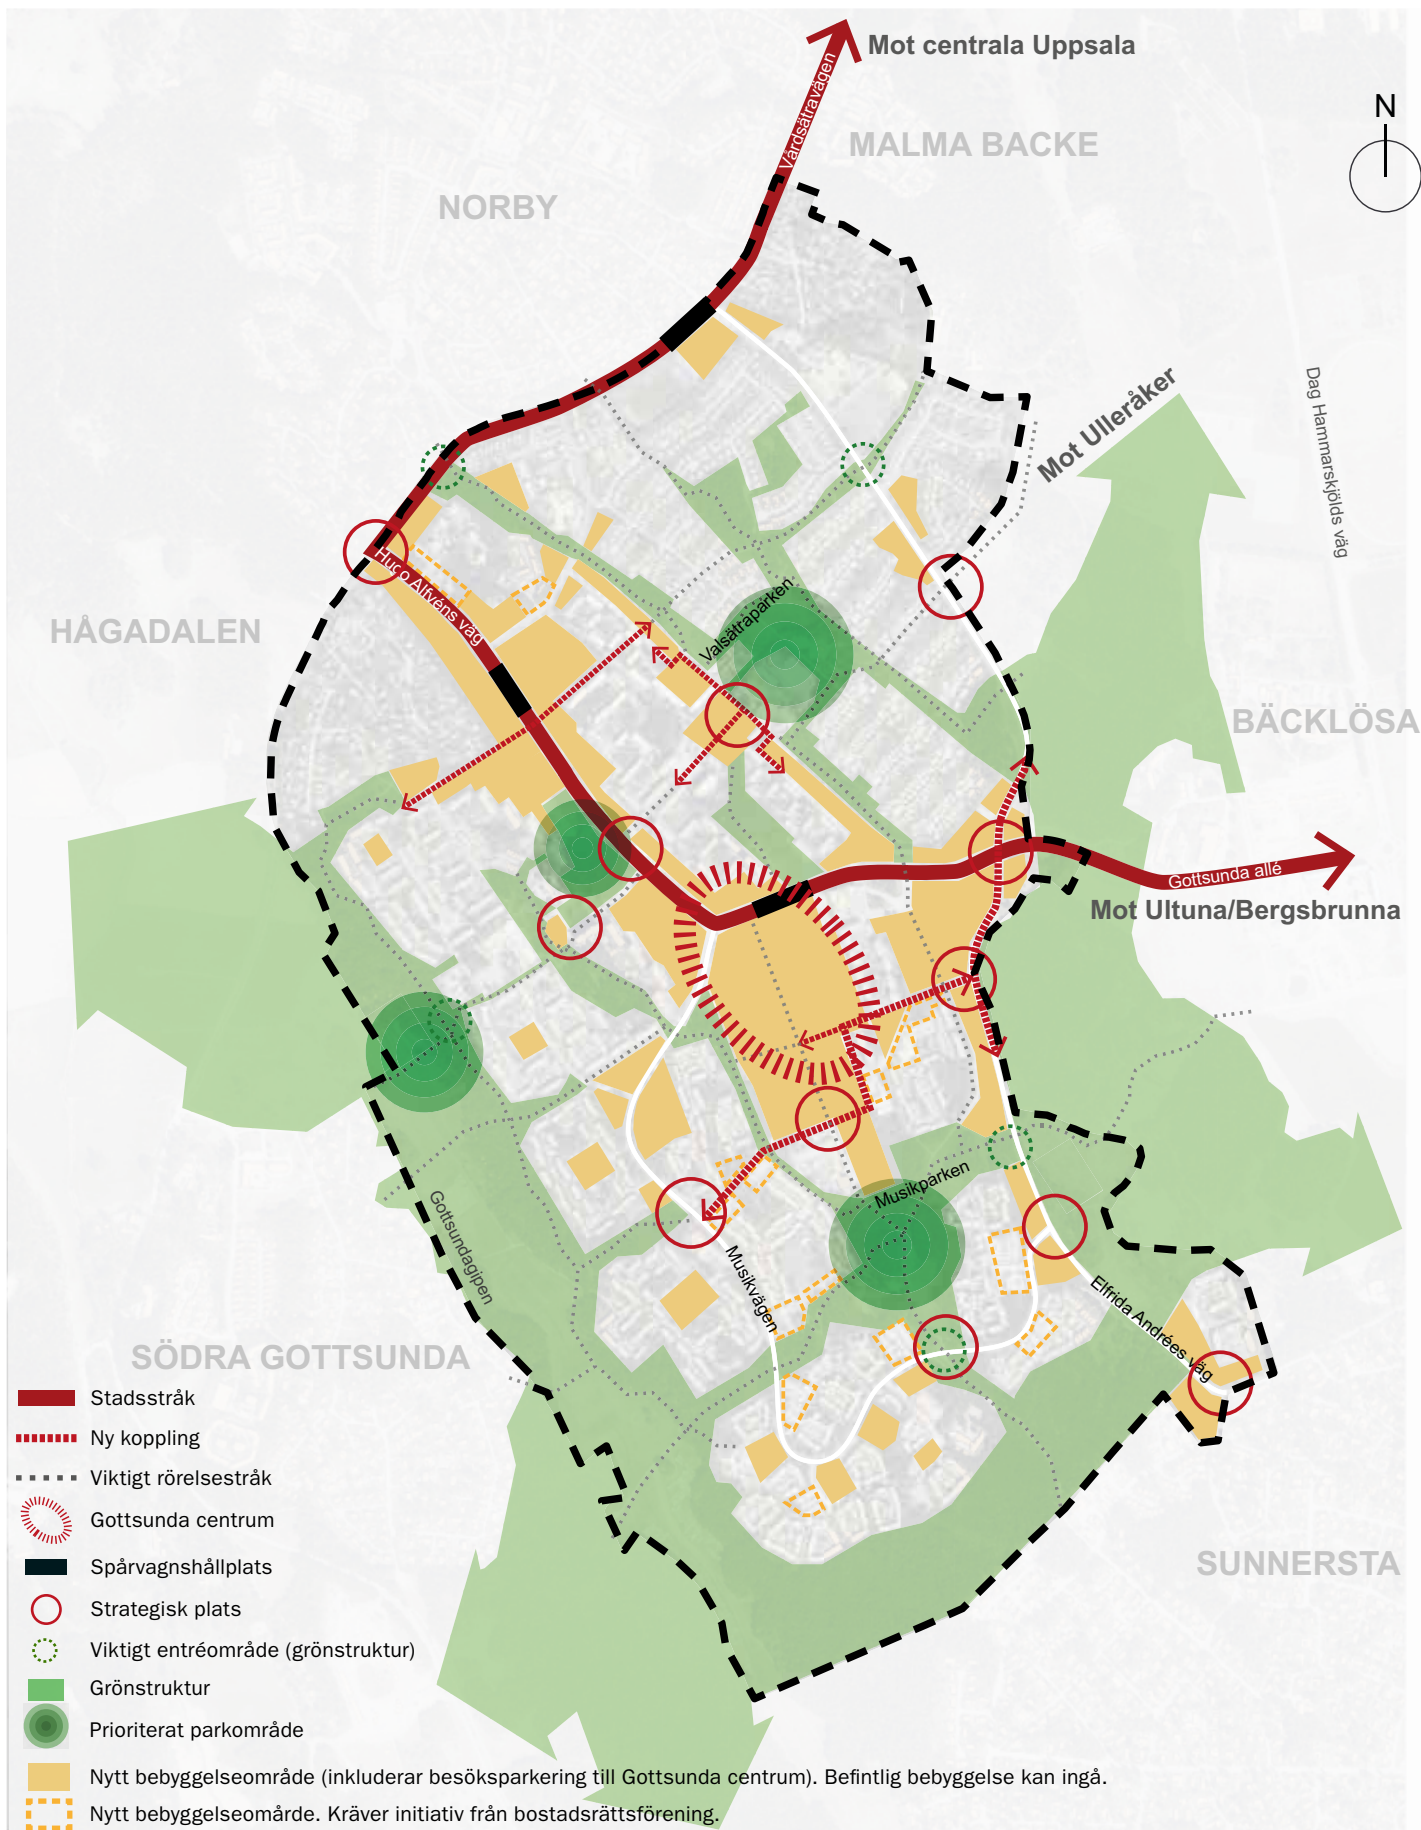 Mot centrala Uppsala
Vårdsätravägen
MALMA BACKE
N
NORBY
Mot Ulleråker
Dag Hammarskjölds väg
Hugo Alfvéns väg
Valsätraparken
HÅGADALEN
BÄCKLÖSA
Gottsunda allé
Mot Ultuna/Bergsbrunna
Musikparken
Gottsundagipen
Musikvägen
Elfrida Andrées väg
SÖDRA GOTTSUNDA
SUNNERSTA
Stadsstråk
Ny koppling
Viktigt rörelsestråk
Gottsunda centrum
Spårvagnshållplats
Strategisk plats
Viktigt entréområde (grönstruktur)
Grönstruktur
Prioriterat parkområde
Nytt bebyggelseområde (inkluderar besöksparkering till Gottsunda centrum). Befintlig bebyggelse kan ingå.
Nytt bebyggelseomårde. Kräver initiativ från bostadsrättsförening.